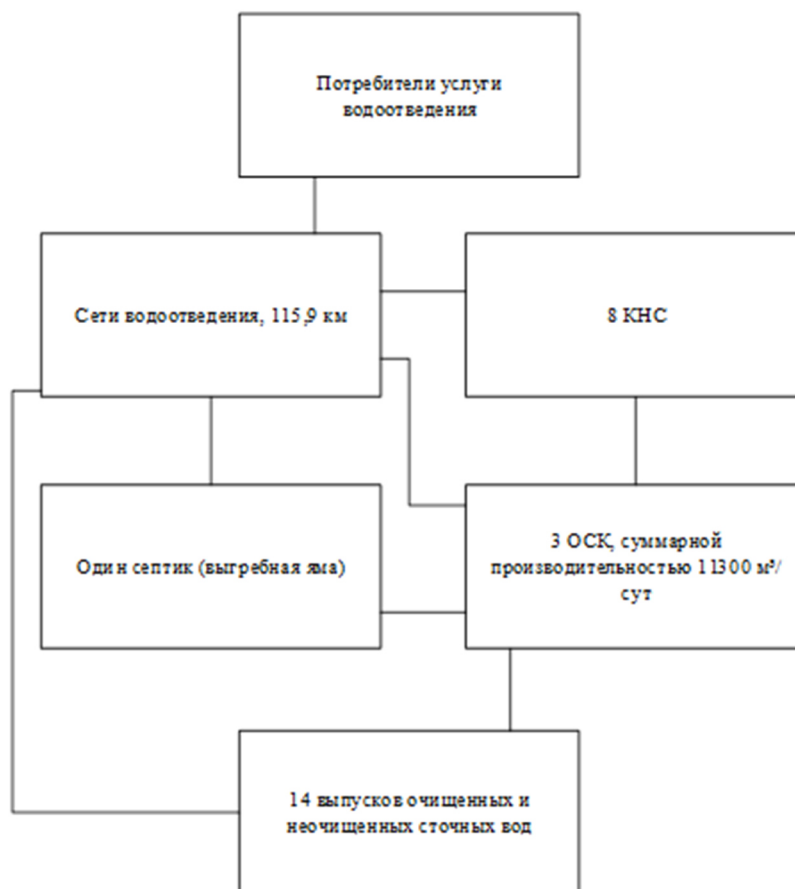 Потребители услуги
водоотведения
Сети водоотведения, 115,9 км
8 КНС
Один септик (выгребная яма)
3 ОСК, суммарной
производительностью 11300 м³/
сут
14 выпусков очищенных и
неочищенных сточных вод